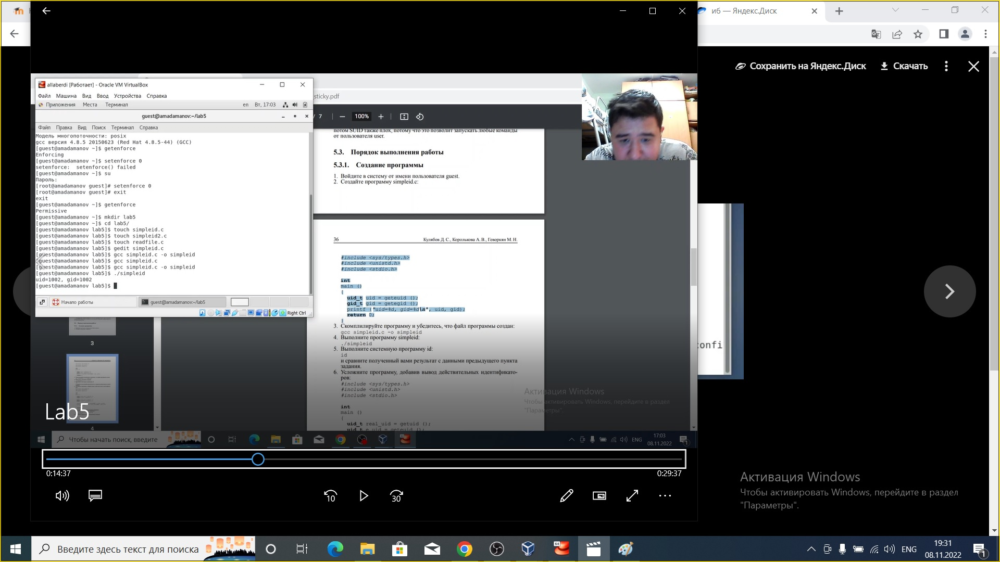 иб — Яндекс.Диск
Сохранить на Яндекс.Диск
Скачать
allaberdi [Работает] - Oracle VM VirtualBox
Файл Машина Вид Ввод Устройства Справка
Приложения Места Терминал en Вт, 17:03
guest@amadamanov:~/lab5
Файл Правка Вид Поиск Терминал Справка
Модель многопоточности: posix
gcc версия 4.8.5 20150623 (Red Hat 4.8.5-44) (GCC)
[guest@amadamanov ~]$ getenforce
Enforcing
[guest@amadamanov ~]$ setenforce 0
setenforce:  setenforce() failed
[guest@amadamanov ~]$ su
Пароль:
[root@amadamanov guest]# setenforce 0
[root@amadamanov guest]# exit
exit
[guest@amadamanov ~]$ getenforce
Permissive
[guest@amadamanov ~]$ mkdir lab5
[guest@amadamanov ~]$ cd lab5/
[guest@amadamanov lab5]$ touch simpleid.c
[guest@amadamanov lab5]$ touch simpleid2.c
[guest@amadamanov lab5]$ touch readfile.c
[guest@amadamanov lab5]$ gedit simpleid.c
[guest@amadamanov lab5]$ gcc simpleid.c -o simpleid
[guest@amadamanov lab5]$ gcc simpleid.c
[guest@amadamanov lab5]$ gcc simpleid.c -o simpleid
[guest@amadamanov lab5]$ ./simpleid
uid=1002, gid=1002
[guest@amadamanov lab5]$
Начало работы
guest@amadamanov:~/lab5
Right Ctrl
sticky.pdf
/ 7
100%
потом SUID также плох, потому что это позволит запускать любые команды
от пользователя user.
5.3. Порядок выполнения работы
5.3.1. Создание программы
1. Войдите в систему от имени пользователя guest.
2. Создайте программу simpleid.c:
36 Кулябов Д. С., Королькова А. В., Геворкян М. Н.
#include <sys/types.h>
#include <unistd.h>
#include <stdio.h>
int
main ()
{
uid_t uid = geteuid ();
gid_t gid = getegid ();
printf ("uid=%d, gid=%d\n", uid, gid);
return 0;
}
3. Скомплилируйте программу и убедитесь, что файл программы создан:
gcc simpleid.c -o simpleid
4. Выполните программу simpleid:
./simpleid
5. Выполните системную программу id:
id
и сравните полученный вами результат с данными предыдущего пункта
задания.
6. Усложните программу, добавив вывод действительных идентификато-
ров:
#include <sys/types.h>
#include <unistd.h>
#include <stdio.h>
int
main ()
{
uid_t real_uid = getuid ();
uid_t e_uid = geteuid ();
3
4
Lab5
Активация Windows
Чтобы активировать Windows, перейдите в раздел
"Параметры".
Чтобы начать поиск, введите
ENG
17:03
08.11.2022
1
confi
0:14:37
0:29:37
10
30
Активация Windows
Чтобы активировать Windows, перейдите в раздел
"Параметры".
Введите здесь текст для поиска
64
ENG
19:31
08.11.2022
1